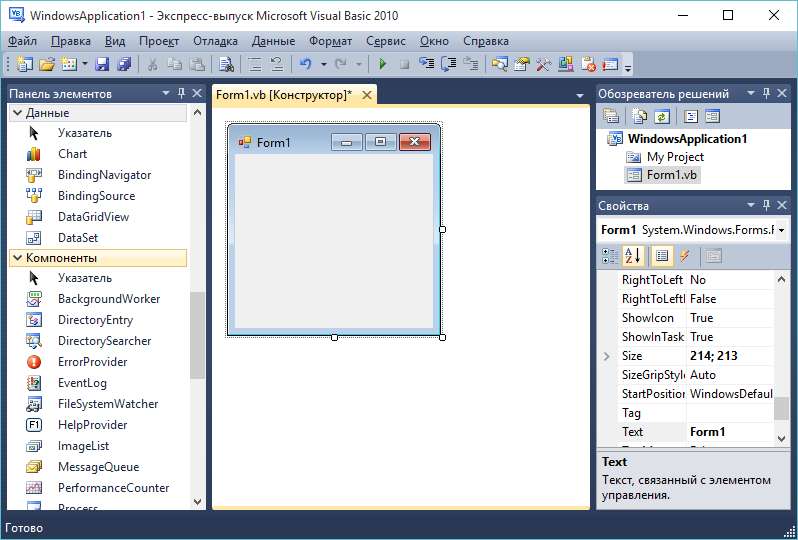 WindowsApplication1 - Экспресс-выпуск Microsoft Visual Basic 2010
Файл Правка Вид Проект Отладка Данные Формат Сервис Окно Справка
Панель элементов
Данные
Указатель
Chart
BindingNavigator
BindingSource
DataGridView
DataSet
Компоненты
Указатель
BackgroundWorker
DirectoryEntry
DirectorySearcher
ErrorProvider
EventLog
FileSystemWatcher
HelpProvider
ImageList
MessageQueue
PerformanceCounter
Process
Form1.vb [Конструктор]*
Form1
Обозреватель решений
WindowsApplication1
My Project
Form1.vb
Свойства
Form1 System.Windows.Forms.F
RightToLeft No
RightToLeftl False
ShowIcon True
ShowInTask True
Size 214; 213
SizeGripStyle Auto
StartPosition WindowsDefaul
Tag
Text Form1
Text
Текст, связанный с элементом
управления.
Готово